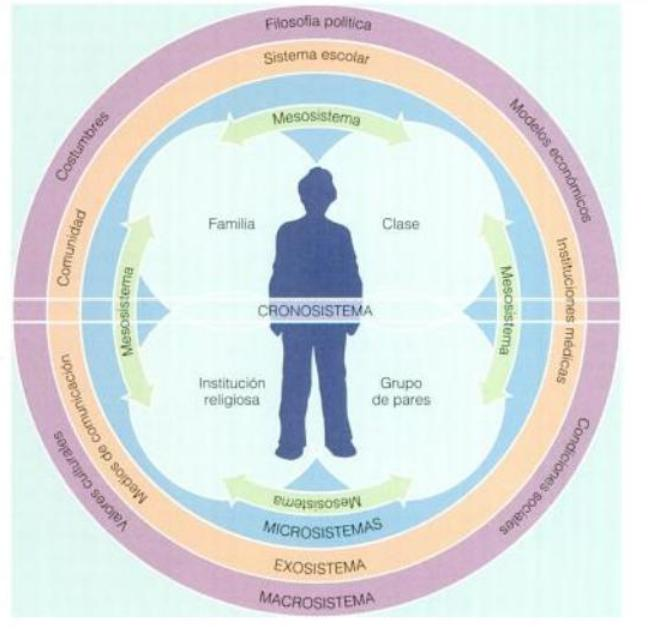 Filosofía política
Sistema escolar
Mesosistema
Costumbres
Modelos económicos
Comunidad
Familia
Clase
Instituciones médicas
Mesosistema
Mesosistema
CRONOSISTEMA
Institución
religiosa
Grupo
de pares
Medios de comunicación
Valores culturales
Condiciones sociales
Mesosistema
MICROSISTEMAS
EXOSISTEMA
MACROSISTEMA